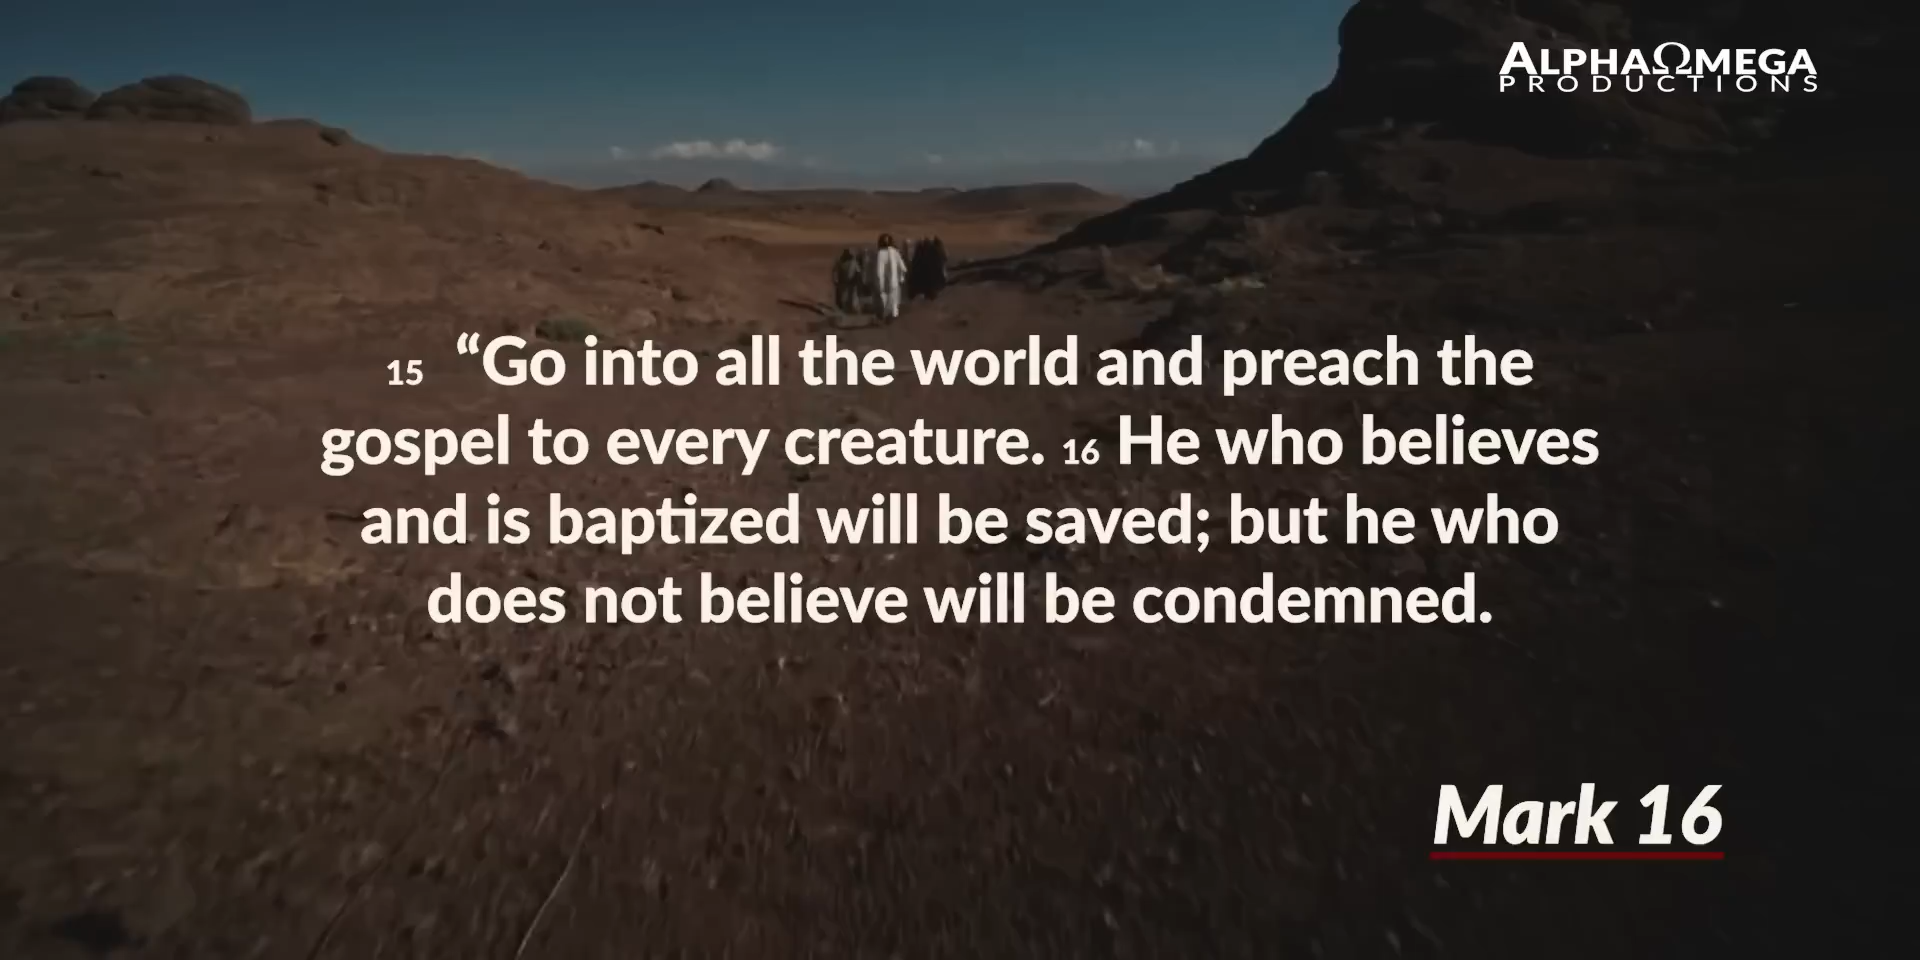 ALPHAΩMEGA
PRODUCTIONS
15 “Go into all the world and preach the
gospel to every creature. 16 He who believes
and is baptized will be saved; but he who
does not believe will be condemned.
Mark 16